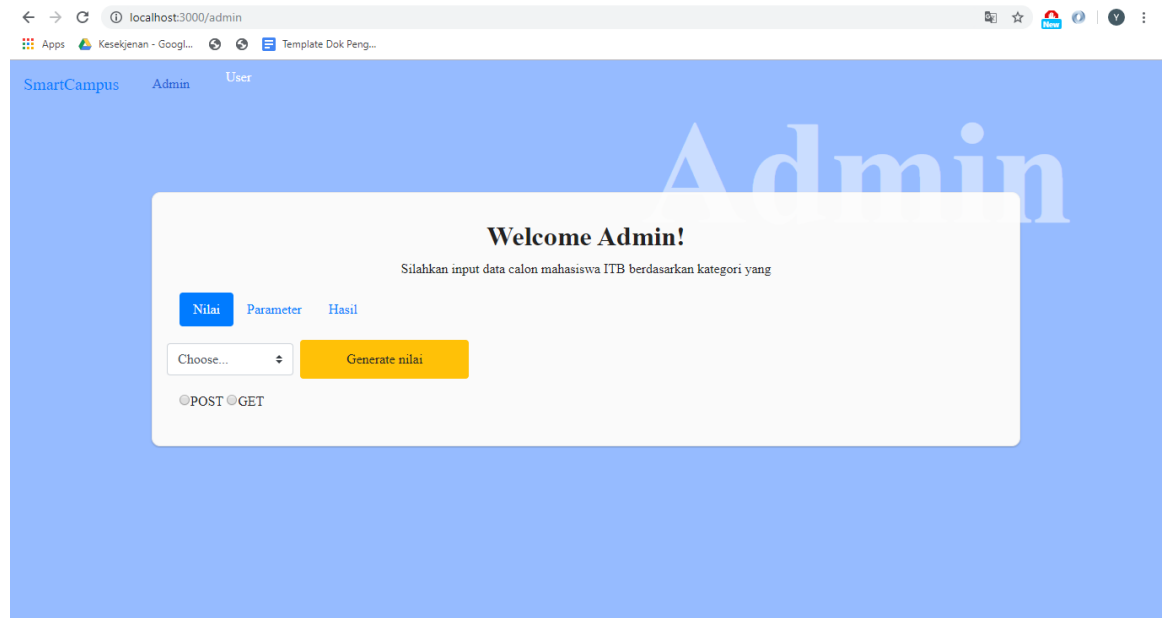 localhost:3000/admin
New
Y
Apps Kesekjenan - Googl... Template Dok Peng...
SmartCampus Admin User
Admin
Welcome Admin!
Silahkan input data calon mahasiswa ITB berdasarkan kategori yang
Nilai Parameter Hasil
Choose... Generate nilai
POST GET